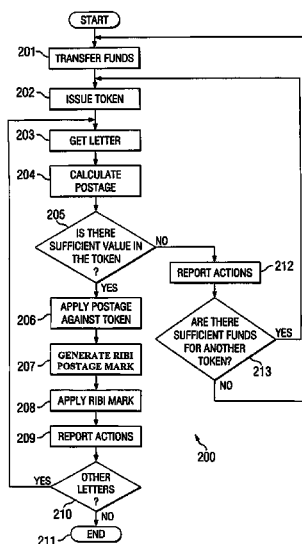 START
201
TRANSFER FUNDS
202
ISSUE TOKEN
203
GET LETTER
204
CALCULATE
POSTAGE
205
IS THERE
SUFFICIENT VALUE IN
THE TOKEN
?
NO
YES
206
APPLY POSTAGE
AGAINST TOKEN
207
GENERATE RIBI
POSTAGE MARK
208
APPLY RIBI MARK
209
REPORT ACTIONS
YES
OTHER
LETTERS
?
210
NO
211
END
212
REPORT ACTIONS
ARE THERE
SUFFICIENT FUNDS
FOR ANOTHER
TOKEN?
YES
213
NO
200